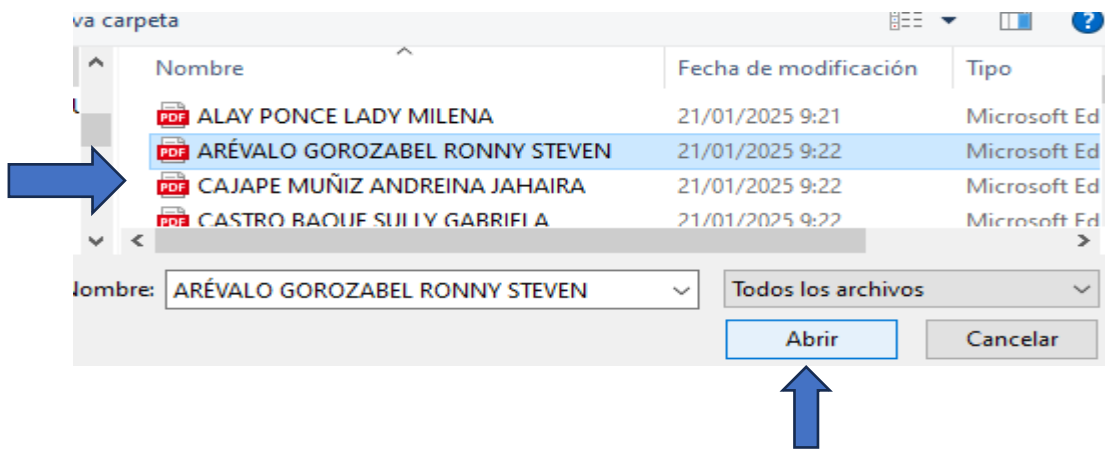 va carpeta
Nombre Fecha de modificación Tipo
PDF ALAY PONCE LADY MILENA 21/01/2025 9:21 Microsoft Ed
PDF ARÉVALO GOROZABEL RONNY STEVEN 21/01/2025 9:22 Microsoft Ed
PDF CAJAPE MUÑIZ ANDREINA JAHAIRA 21/01/2025 9:22 Microsoft Ed
PDF CASTRO BAQUE SULLY GABRIELA 21/01/2025 9:22 Microsoft Ed
Nombre: ARÉVALO GOROZABEL RONNY STEVEN Todos los archivos
Abrir Cancelar